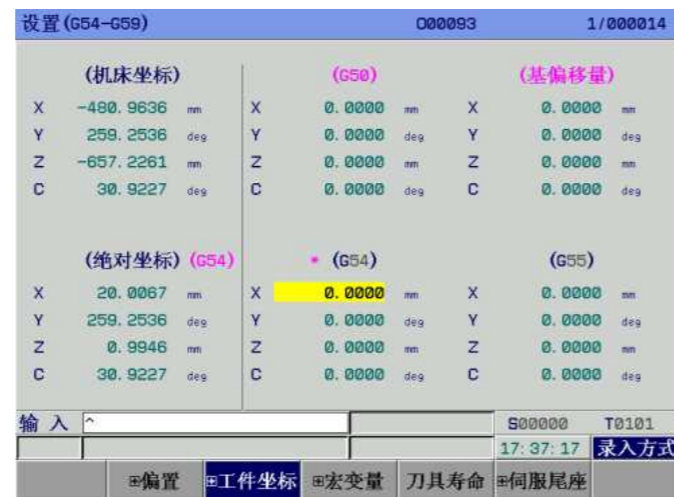 设置(G54-G59) O00093 1/000014
(机床坐标) (G50) (基偏移量)
X -480.9636 mm X 0.0000 mm X 0.0000 mm
Y 259.2536 deg Y 0.0000 deg Y 0.0000 deg
Z -657.2261 mm Z 0.0000 mm Z 0.0000 mm
C 30.9227 deg C 0.0000 deg C 0.0000 deg
(绝对坐标) (G54) * (G54) (G55)
X 20.0067 mm X 0.0000 mm X 0.0000 mm
Y 259.2536 deg Y 0.0000 deg Y 0.0000 deg
Z 0.9946 mm Z 0.0000 mm Z 0.0000 mm
C 30.9227 deg C 0.0000 deg C 0.0000 deg
输入 ^ S00000 T0101
17:37:17 录入方式
⊞偏置 ⊞工件坐标 ⊞宏变量 刀具寿命 ⊞伺服尾座